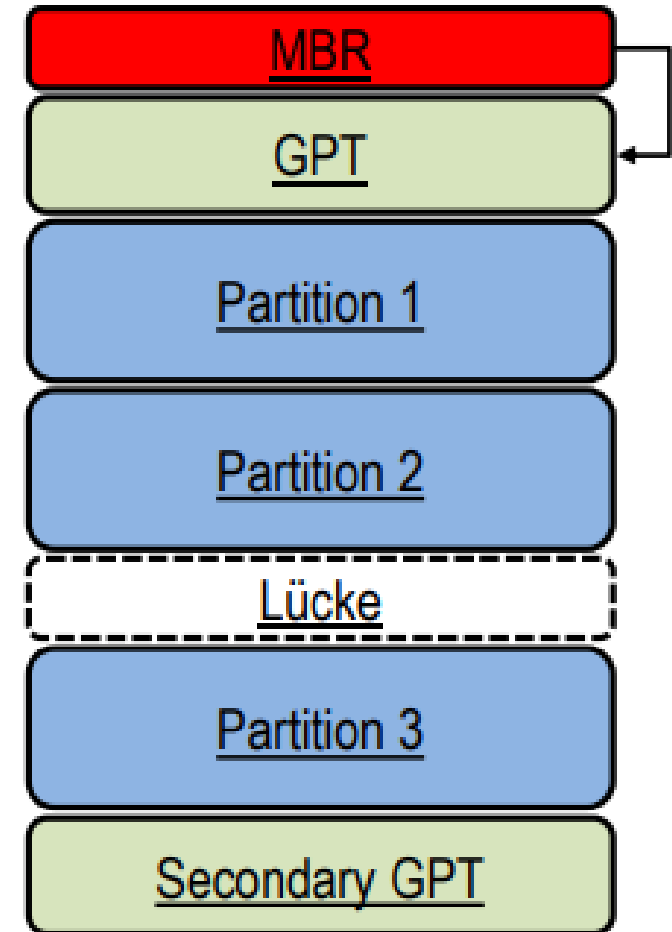 MBR
GPT
Partition 1
Partition 2
Lücke
Partition 3
Secondary GPT